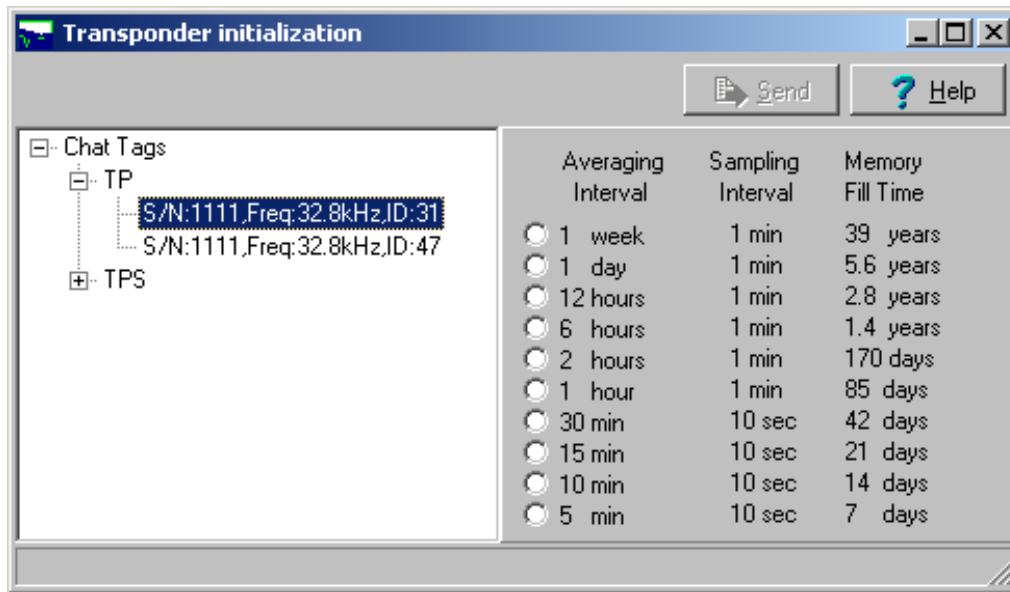 Transponder initialization
Send Help
Chat Tags
TP
S/N:1111,Freq:32.8kHz,ID:31
S/N:1111,Freq:32.8kHz,ID:47
TPS
Averaging Sampling Memory
Interval Interval Fill Time
1 week 1 min 39 years
1 day 1 min 5.6 years
12 hours 1 min 2.8 years
6 hours 1 min 1.4 years
2 hours 1 min 170 days
1 hour 1 min 85 days
30 min 10 sec 42 days
15 min 10 sec 21 days
10 min 10 sec 14 days
5 min 10 sec 7 days